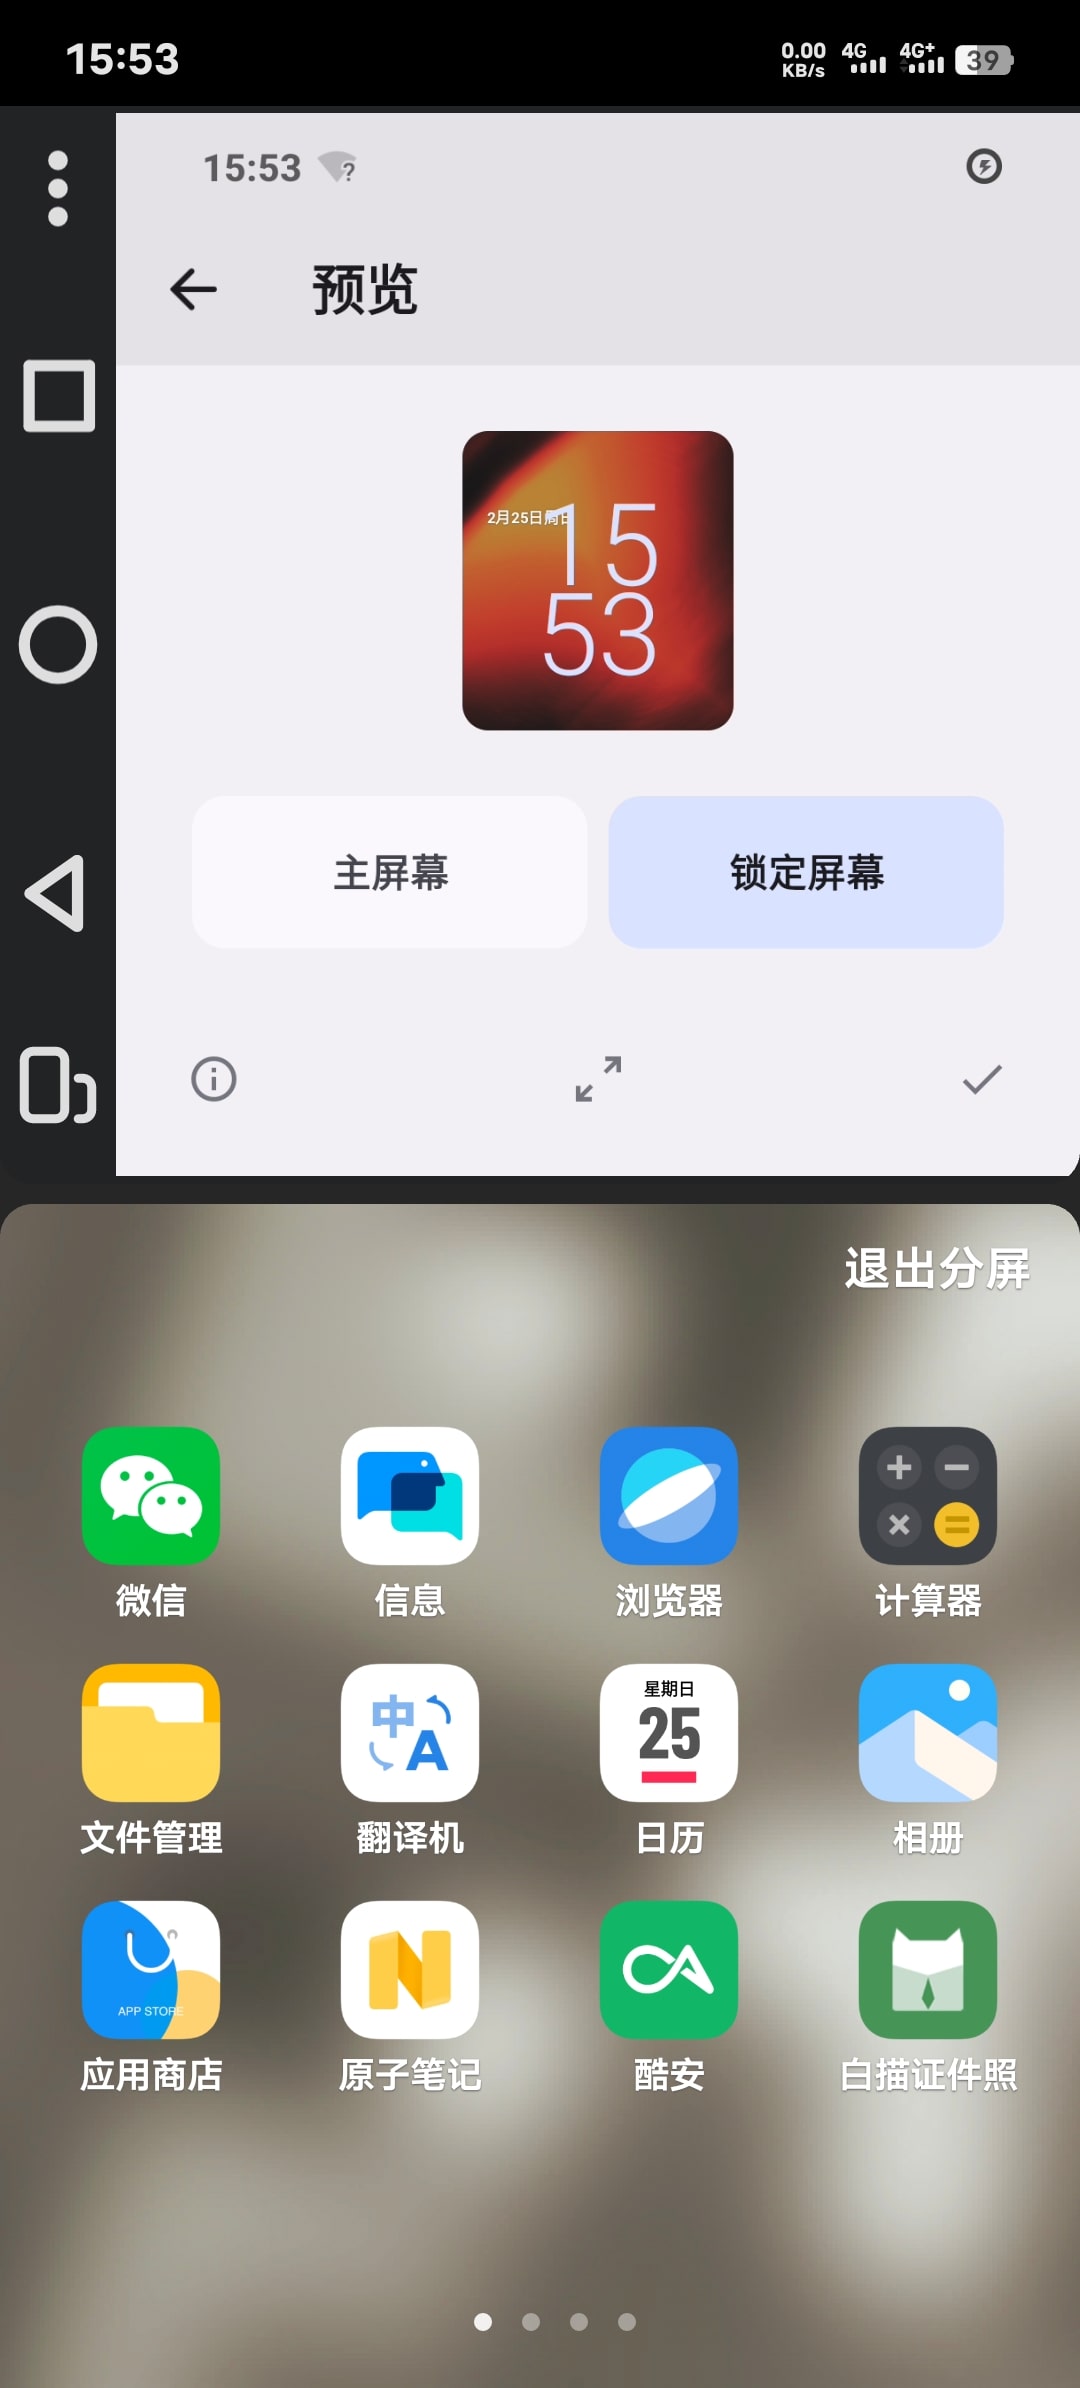 15:53
0.00
KB/s
4G
4G+
39
15:53
?
预览
2月25日周日
15
53
主屏幕
锁定屏幕
退出分屏
微信
信息
浏览器
计算器
中
A
星期日
25
文件管理
翻译机
日历
相册
APP STORE
应用商店
原子笔记
酷安
白描证件照